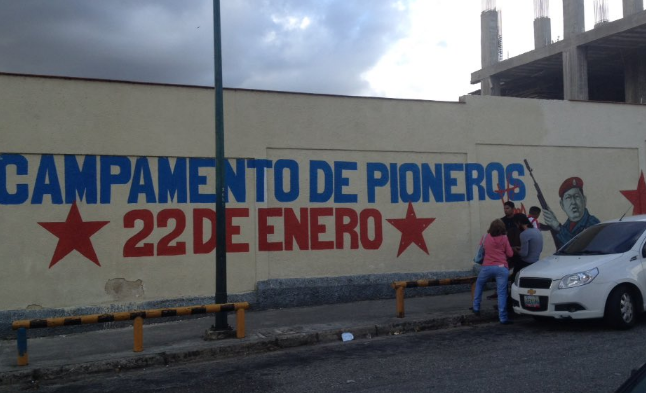 CAMPAMENTO DE PIONEROS
22 DE ENERO